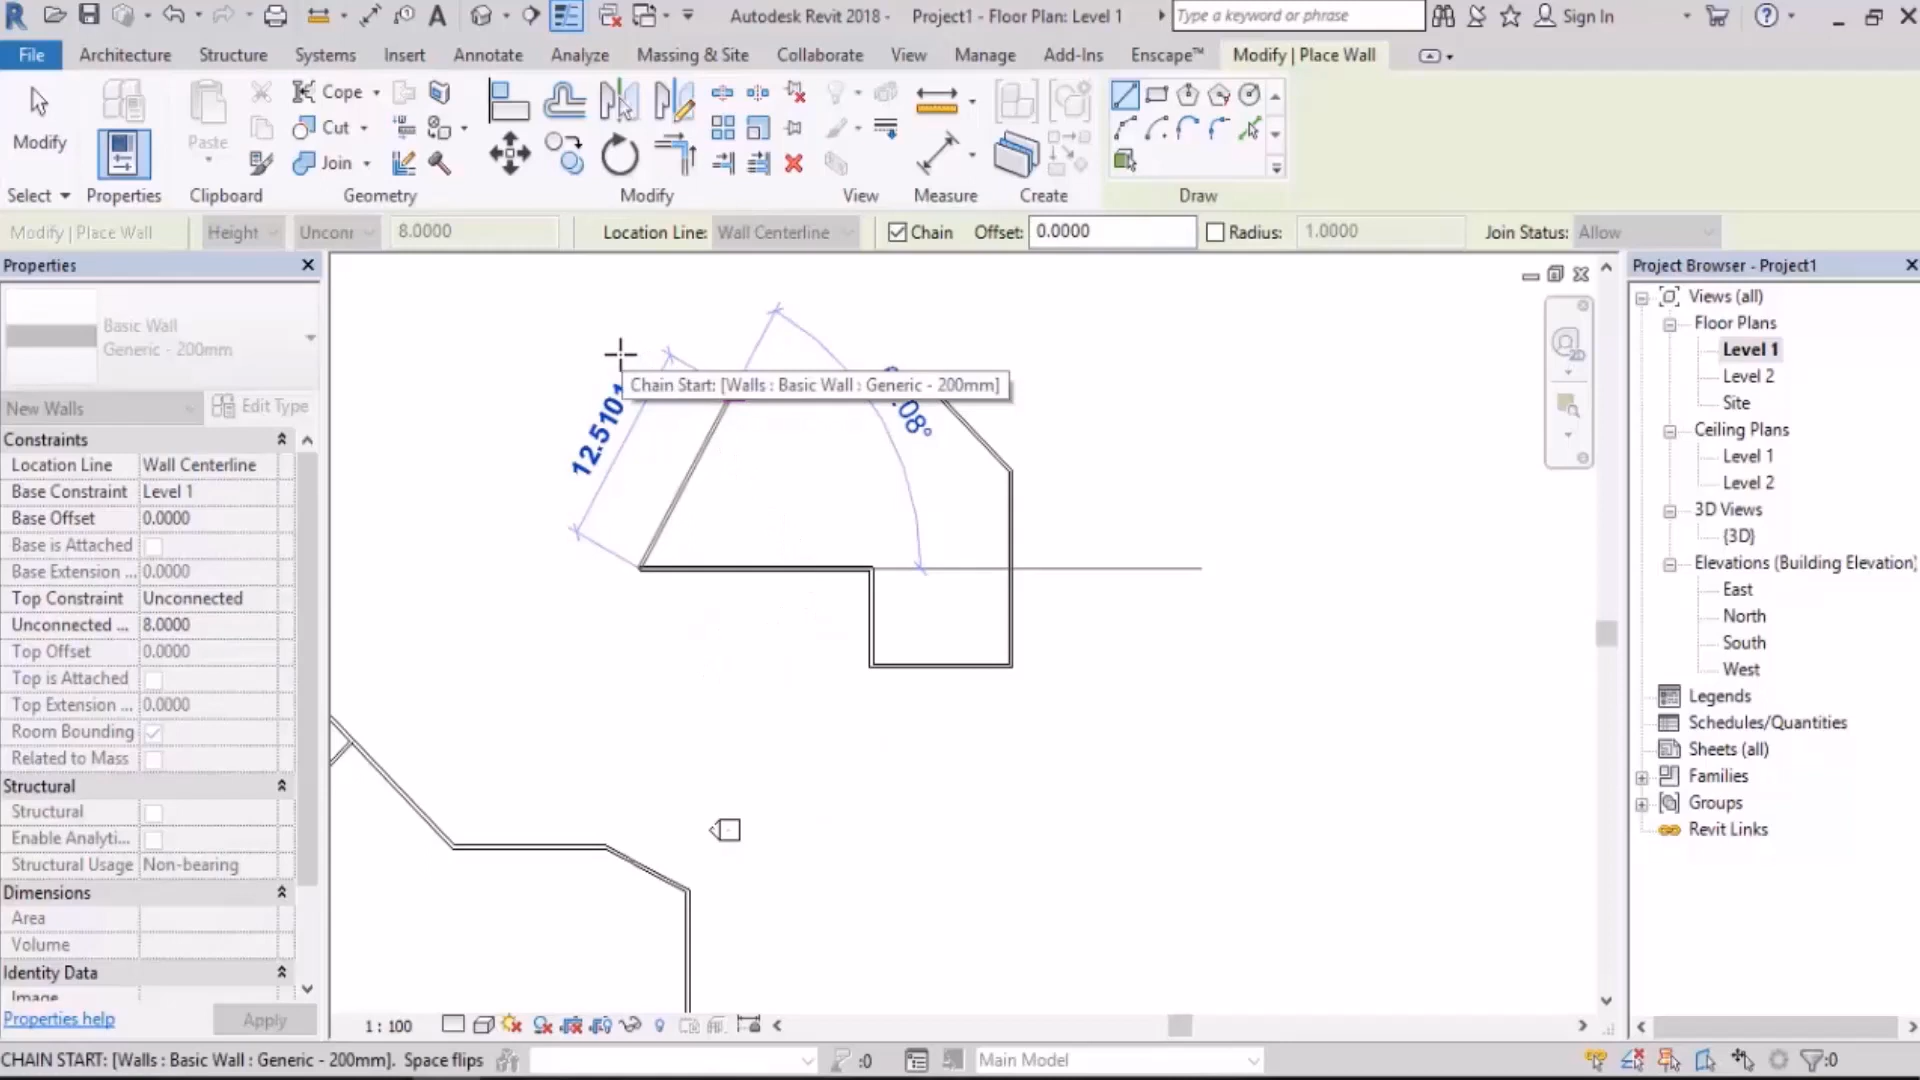 Autodesk Revit 2018 - Project1 - Floor Plan: Level 1
Type a keyword or phrase
Sign In
File Architecture Structure Systems Insert Annotate Analyze Massing & Site Collaborate View Manage Add-Ins Enscape™ Modify | Place Wall
Modify
Paste
Cope
Cut
Join
Select Properties Clipboard Geometry Modify View Measure Create Draw
Modify | Place Wall Height Unconr 8.0000 Location Line: Wall Centerline Chain Offset: 0.0000 Radius: 1.0000 Join Status: Allow
Properties
Basic Wall
Generic - 200mm
New Walls Edit Type
Constraints
Location Line Wall Centerline
Base Constraint Level 1
Base Offset 0.0000
Base is Attached
Base Extension ... 0.0000
Top Constraint Unconnected
Unconnected ... 8.0000
Top Offset 0.0000
Top is Attached
Top Extension ... 0.0000
Room Bounding
Related to Mass
Structural
Structural
Enable Analyti...
Structural Usage Non-bearing
Dimensions
Area
Volume
Identity Data
Image
Properties help Apply
12.5101
Chain Start: [Walls : Basic Wall : Generic - 200mm]
.08°
2D
Project Browser - Project1
Views (all)
Floor Plans
Level 1
Level 2
Site
Ceiling Plans
Level 1
Level 2
3D Views
{3D}
Elevations (Building Elevation)
East
North
South
West
Legends
Schedules/Quantities
Sheets (all)
Families
Groups
Revit Links
1 : 100
CHAIN START: [Walls : Basic Wall : Generic - 200mm]. Space flips :0 Main Model :0